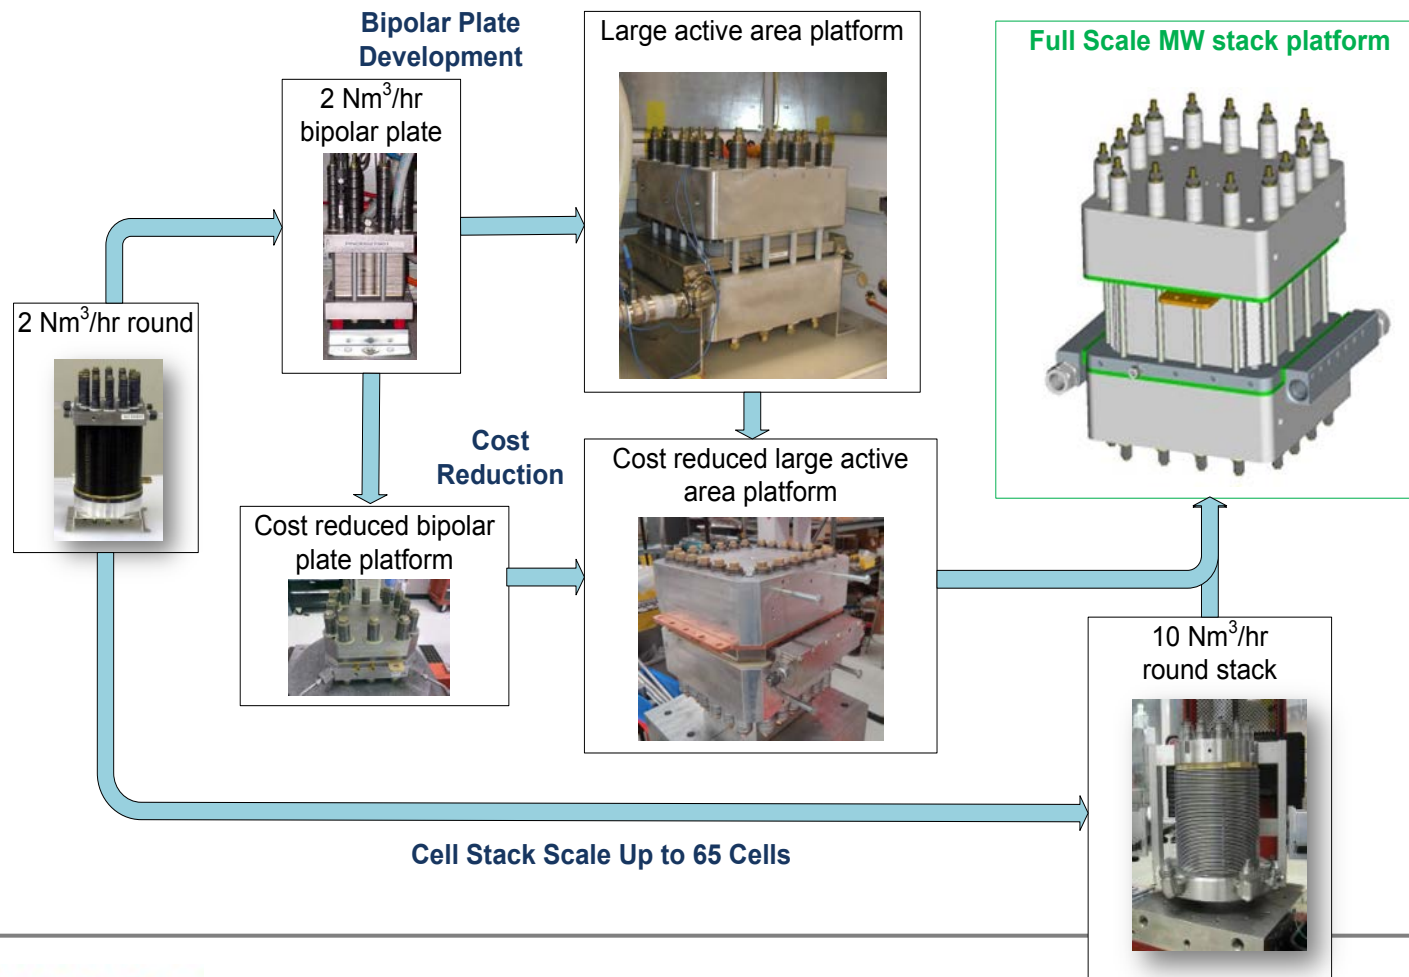 Bipolar Plate
Development
Large active area platform
Full Scale MW stack platform
2 Nm³/hr
bipolar plate
2 Nm³/hr round
Cost
Reduction
Cost reduced large active
area platform
Cost reduced bipolar
plate platform
10 Nm³/hr
round stack
Cell Stack Scale Up to 65 Cells